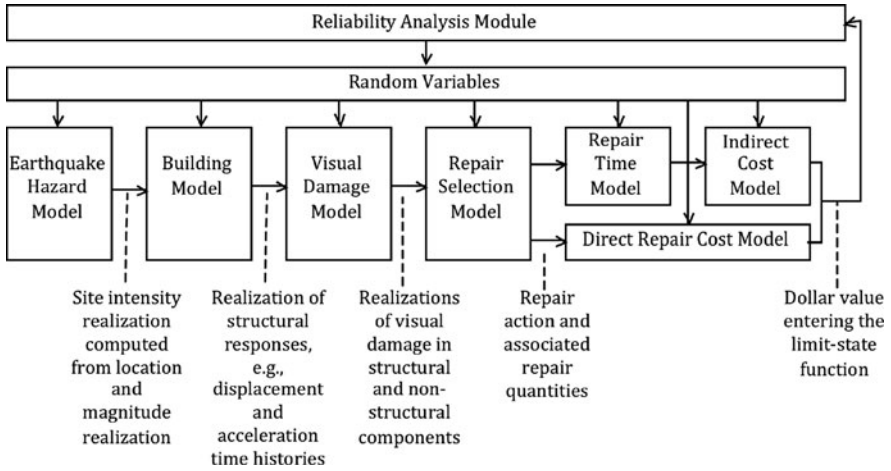 Reliability Analysis Module
Random Variables
Earthquake
Hazard
Model
Building
Model
Visual
Damage
Model
Repair
Selection
Model
Repair
Time
Model
Indirect
Cost
Model
Direct Repair Cost Model
Site intensity
realization
computed
from location
and
magnitude
realization
Realization of
structural
responses,
e.g.,
displacement
and
acceleration
time histories
Realizations
of visual
damage in
structural
and non-
structural
components
Repair
action and
associated
repair
quantities
Dollar value
entering the
limit-state
function